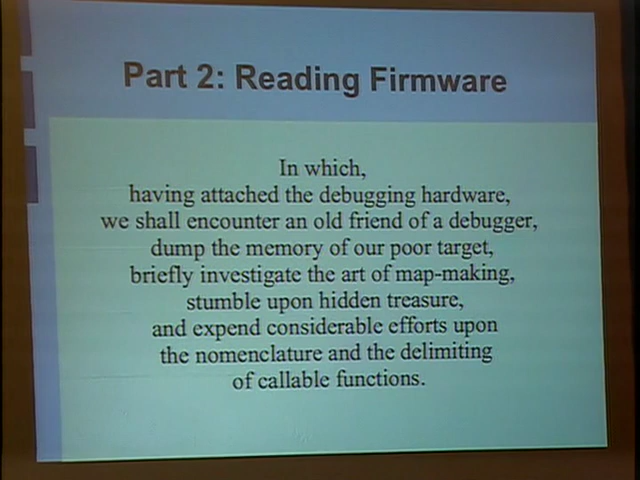 Part 2: Reading Firmware
In which,
having attached the debugging hardware,
we shall encounter an old friend of a debugger,
dump the memory of our poor target,
briefly investigate the art of map-making,
stumble upon hidden treasure,
and expend considerable efforts upon
the nomenclature and the delimiting
of callable functions.